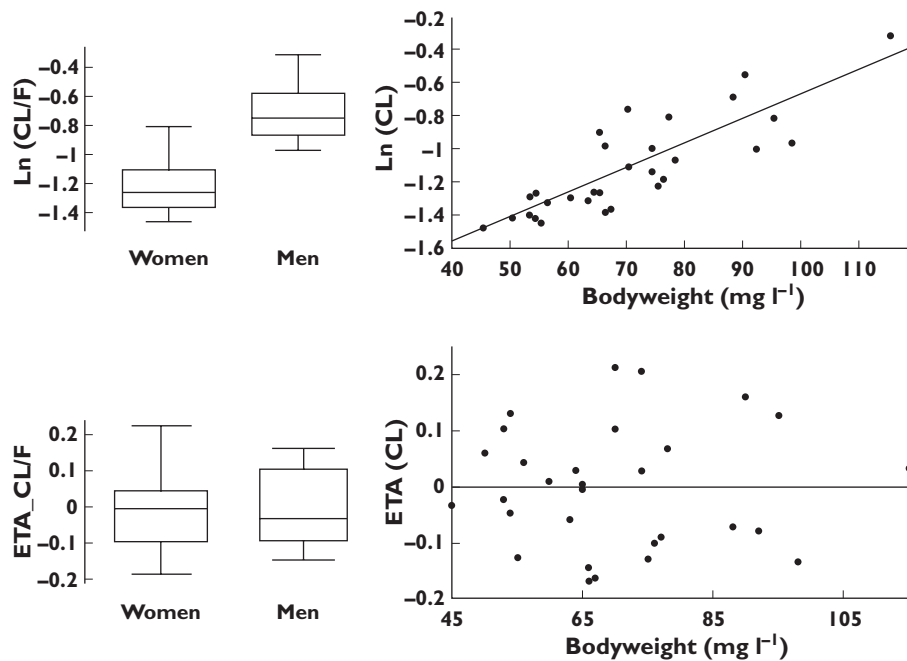 Ln (CL/F)
−0.4
−0.6
−0.8
−1
−1.2
−1.4
Women
Men
Ln (CL)
−0.2
−0.4
−0.6
−0.8
−1
−1.2
−1.4
−1.6
40 50 60 70 80 90 100 110
Bodyweight (mg l⁻¹)
ETA_CL/F
0.2
0.1
0
−0.1
−0.2
Women
Men
ETA (CL)
0.2
0.1
0
−0.1
−0.2
45 65 85 105
Bodyweight (mg l⁻¹)